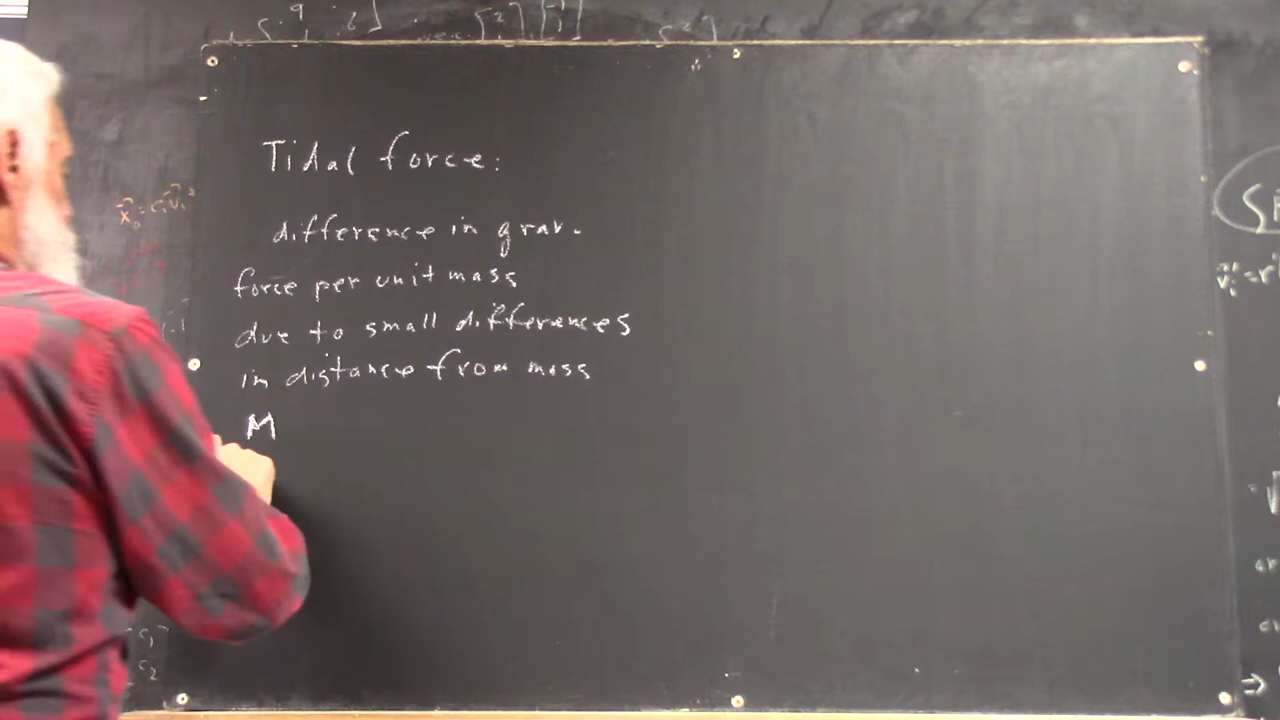 Tidal force:
difference in grav.
force per unit mass
due to small differences
in distance from mass
M